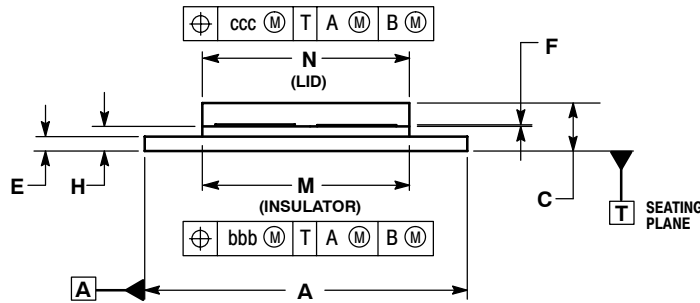 ⌖ ccc Ⓜ T A Ⓜ B Ⓜ
N
(LID)
F
E
H
M
(INSULATOR)
C
T
SEATING
PLANE
⌖ bbb Ⓜ T A Ⓜ B Ⓜ
A
A